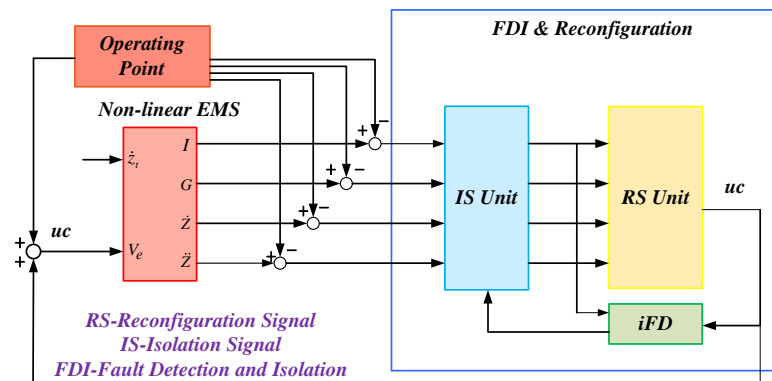 FDI & Reconfiguration
Operating
Point
Non-linear EMS
+ −
+ −
+ −
+ −
I
G
Ż
Z̈
ż_t
V_e
IS Unit
RS Unit
uc
uc
+
+
iFD
RS-Reconfiguration Signal
IS-Isolation Signal
FDI-Fault Detection and Isolation